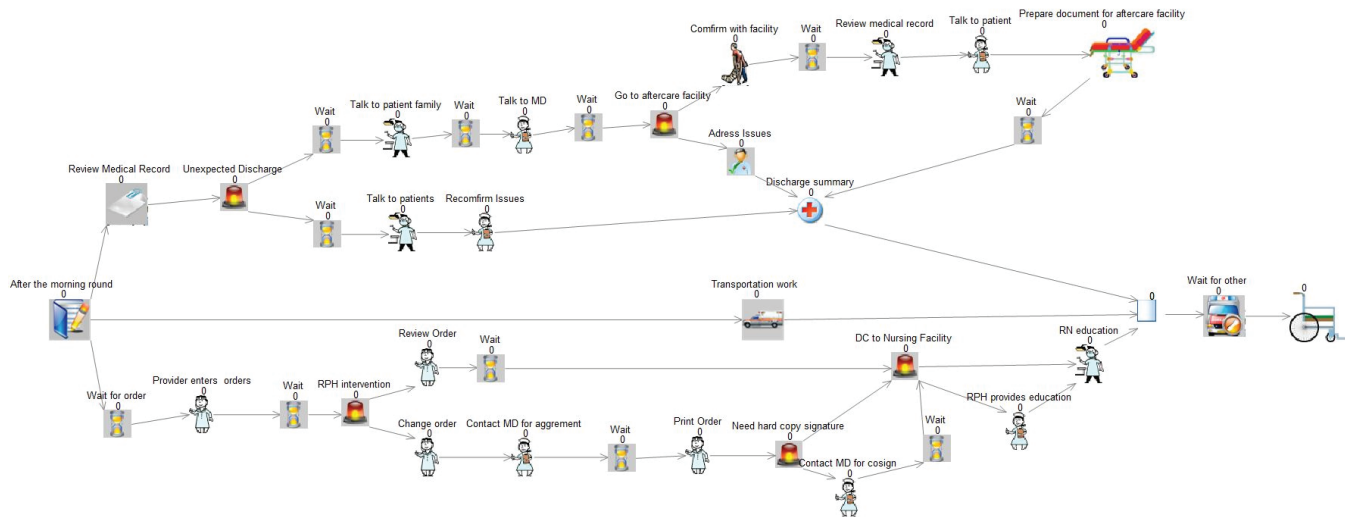 Prepare document for aftercare facility
0
Comfirm with facility
0
Wait
0
Review medical record
0
Talk to patient
0
Wait
0
Talk to patient family
0
Wait
0
Talk to MD
0
Wait
0
Go to aftercare facility
0
Wait
0
Adress Issues
0
Review Medical Record
0
Unexpected Discharge
0
Discharge summary
0
Wait
0
Talk to patients
0
Recomfirm Issues
0
After the morning round
0
Transportation work
0
0
Wait for other
0
0
Review Order
0
Wait
0
DC to Nursing Facility
0
RN education
0
Wait for order
0
Provider enters orders
0
Wait
0
RPH intervention
0
RPH provides education
0
Change order
0
Contact MD for aggrement
0
Wait
0
Print Order
0
Need hard copy signature
0
Wait
0
Contact MD for cosign
0